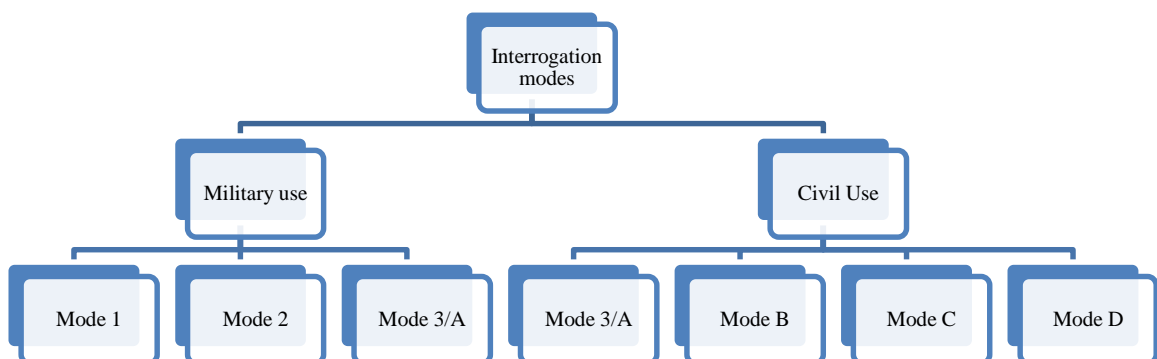 Interrogation
modes
Military use
Civil Use
Mode 1
Mode 2
Mode 3/A
Mode 3/A
Mode B
Mode C
Mode D